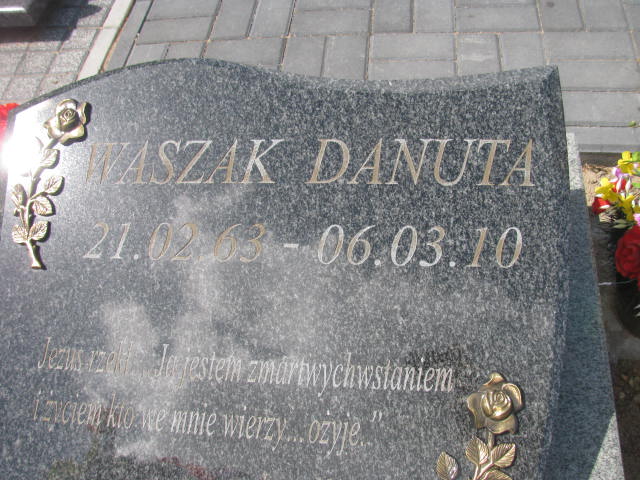 WASZAK DANUTA
21.02.63 - 06.03.10
Jezus rzekł „Ja jestem zmartwychwstaniem
i życiem kto we mnie wierzy...ożyje.."